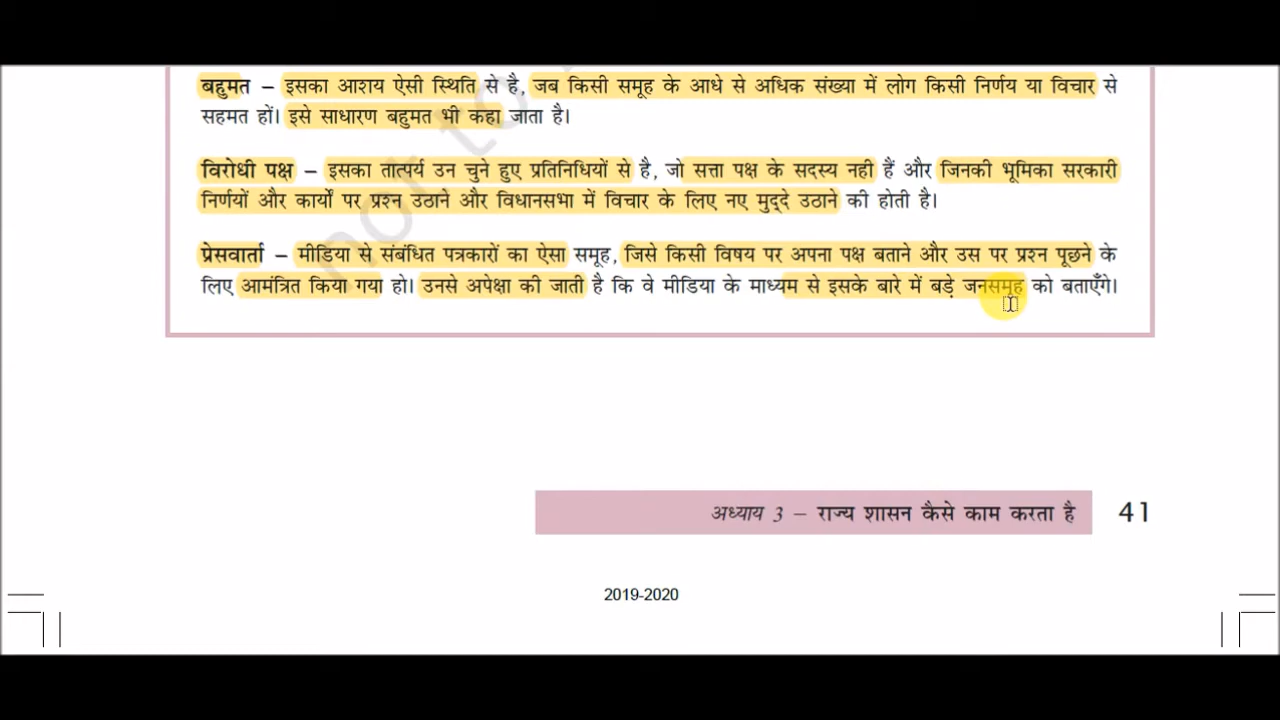 बहुमत – इसका आशय ऐसी स्थिति से है, जब किसी समूह के आधे से अधिक संख्या में लोग किसी निर्णय या विचार से
सहमत हों। इसे साधारण बहुमत भी कहा जाता है।
विरोधी पक्ष – इसका तात्पर्य उन चुने हुए प्रतिनिधियों से है, जो सत्ता पक्ष के सदस्य नही हैं और जिनकी भूमिका सरकारी
निर्णयों और कार्यों पर प्रश्न उठाने और विधानसभा में विचार के लिए नए मुद्दे उठाने की होती है।
प्रेसवार्ता – मीडिया से संबंधित पत्रकारों का ऐसा समूह, जिसे किसी विषय पर अपना पक्ष बताने और उस पर प्रश्न पूछने के
लिए आमंत्रित किया गया हो। उनसे अपेक्षा की जाती है कि वे मीडिया के माध्यम से इसके बारे में बड़े जनसमूह को बताएँगे।
not to
अध्याय 3 – राज्य शासन कैसे काम करता है 41
2019-2020